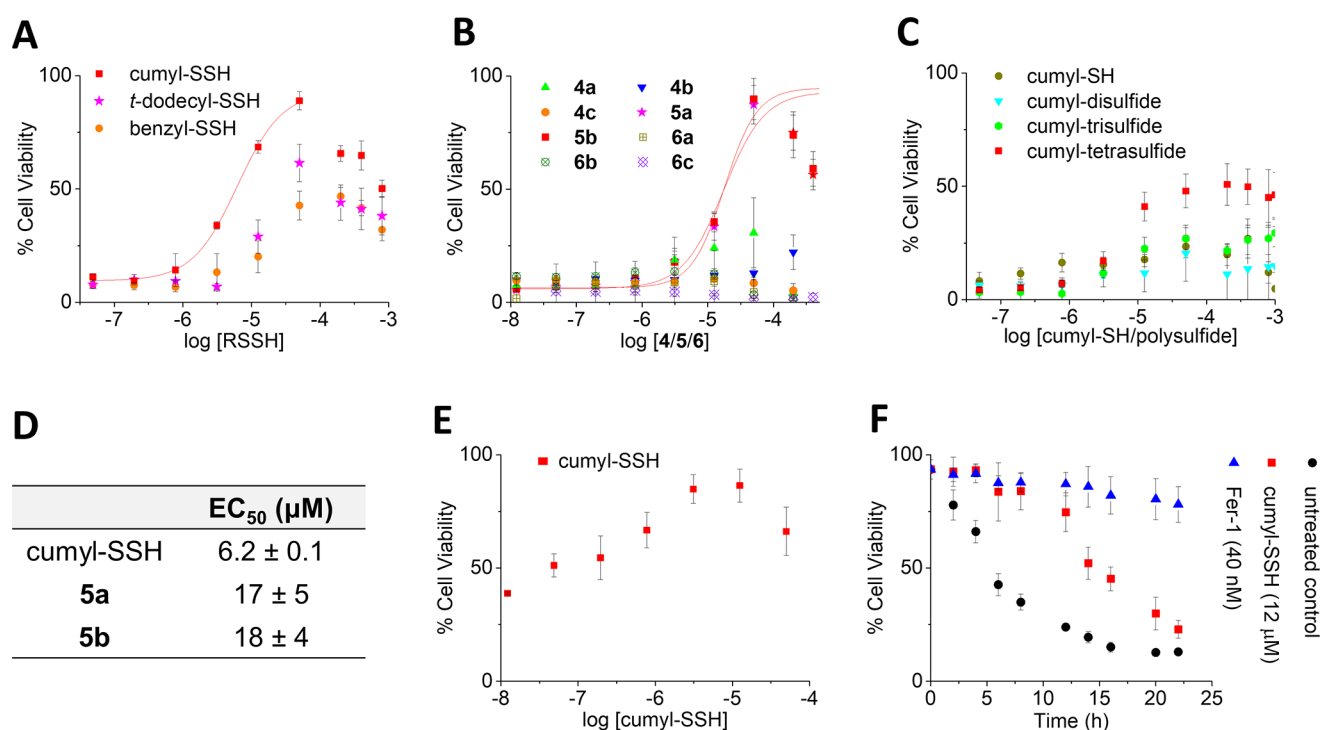 A
cumyl-SSH
t-dodecyl-SSH
benzyl-SSH
100
50
0
% Cell Viability
-7 -6 -5 -4 -3
log [RSSH]
B
4a 4b
4c 5a
5b 6a
6b 6c
100
50
0
% Cell Viability
-8 -7 -6 -5 -4
log [4/5/6]
C
cumyl-SH
cumyl-disulfide
cumyl-trisulfide
cumyl-tetrasulfide
100
50
0
% Cell Viability
-7 -6 -5 -4 -3
log [cumyl-SH/polysulfide]
D
EC50 (µM)
cumyl-SSH 6.2 ± 0.1
5a 17 ± 5
5b 18 ± 4
E
cumyl-SSH
100
50
0
% Cell Viability
-8 -7 -6 -5 -4
log [cumyl-SSH]
F
100
50
0
% Cell Viability
0 5 10 15 20 25
Time (h)
Fer-1 (40 nM)
cumyl-SSH (12 µM)
untreated control